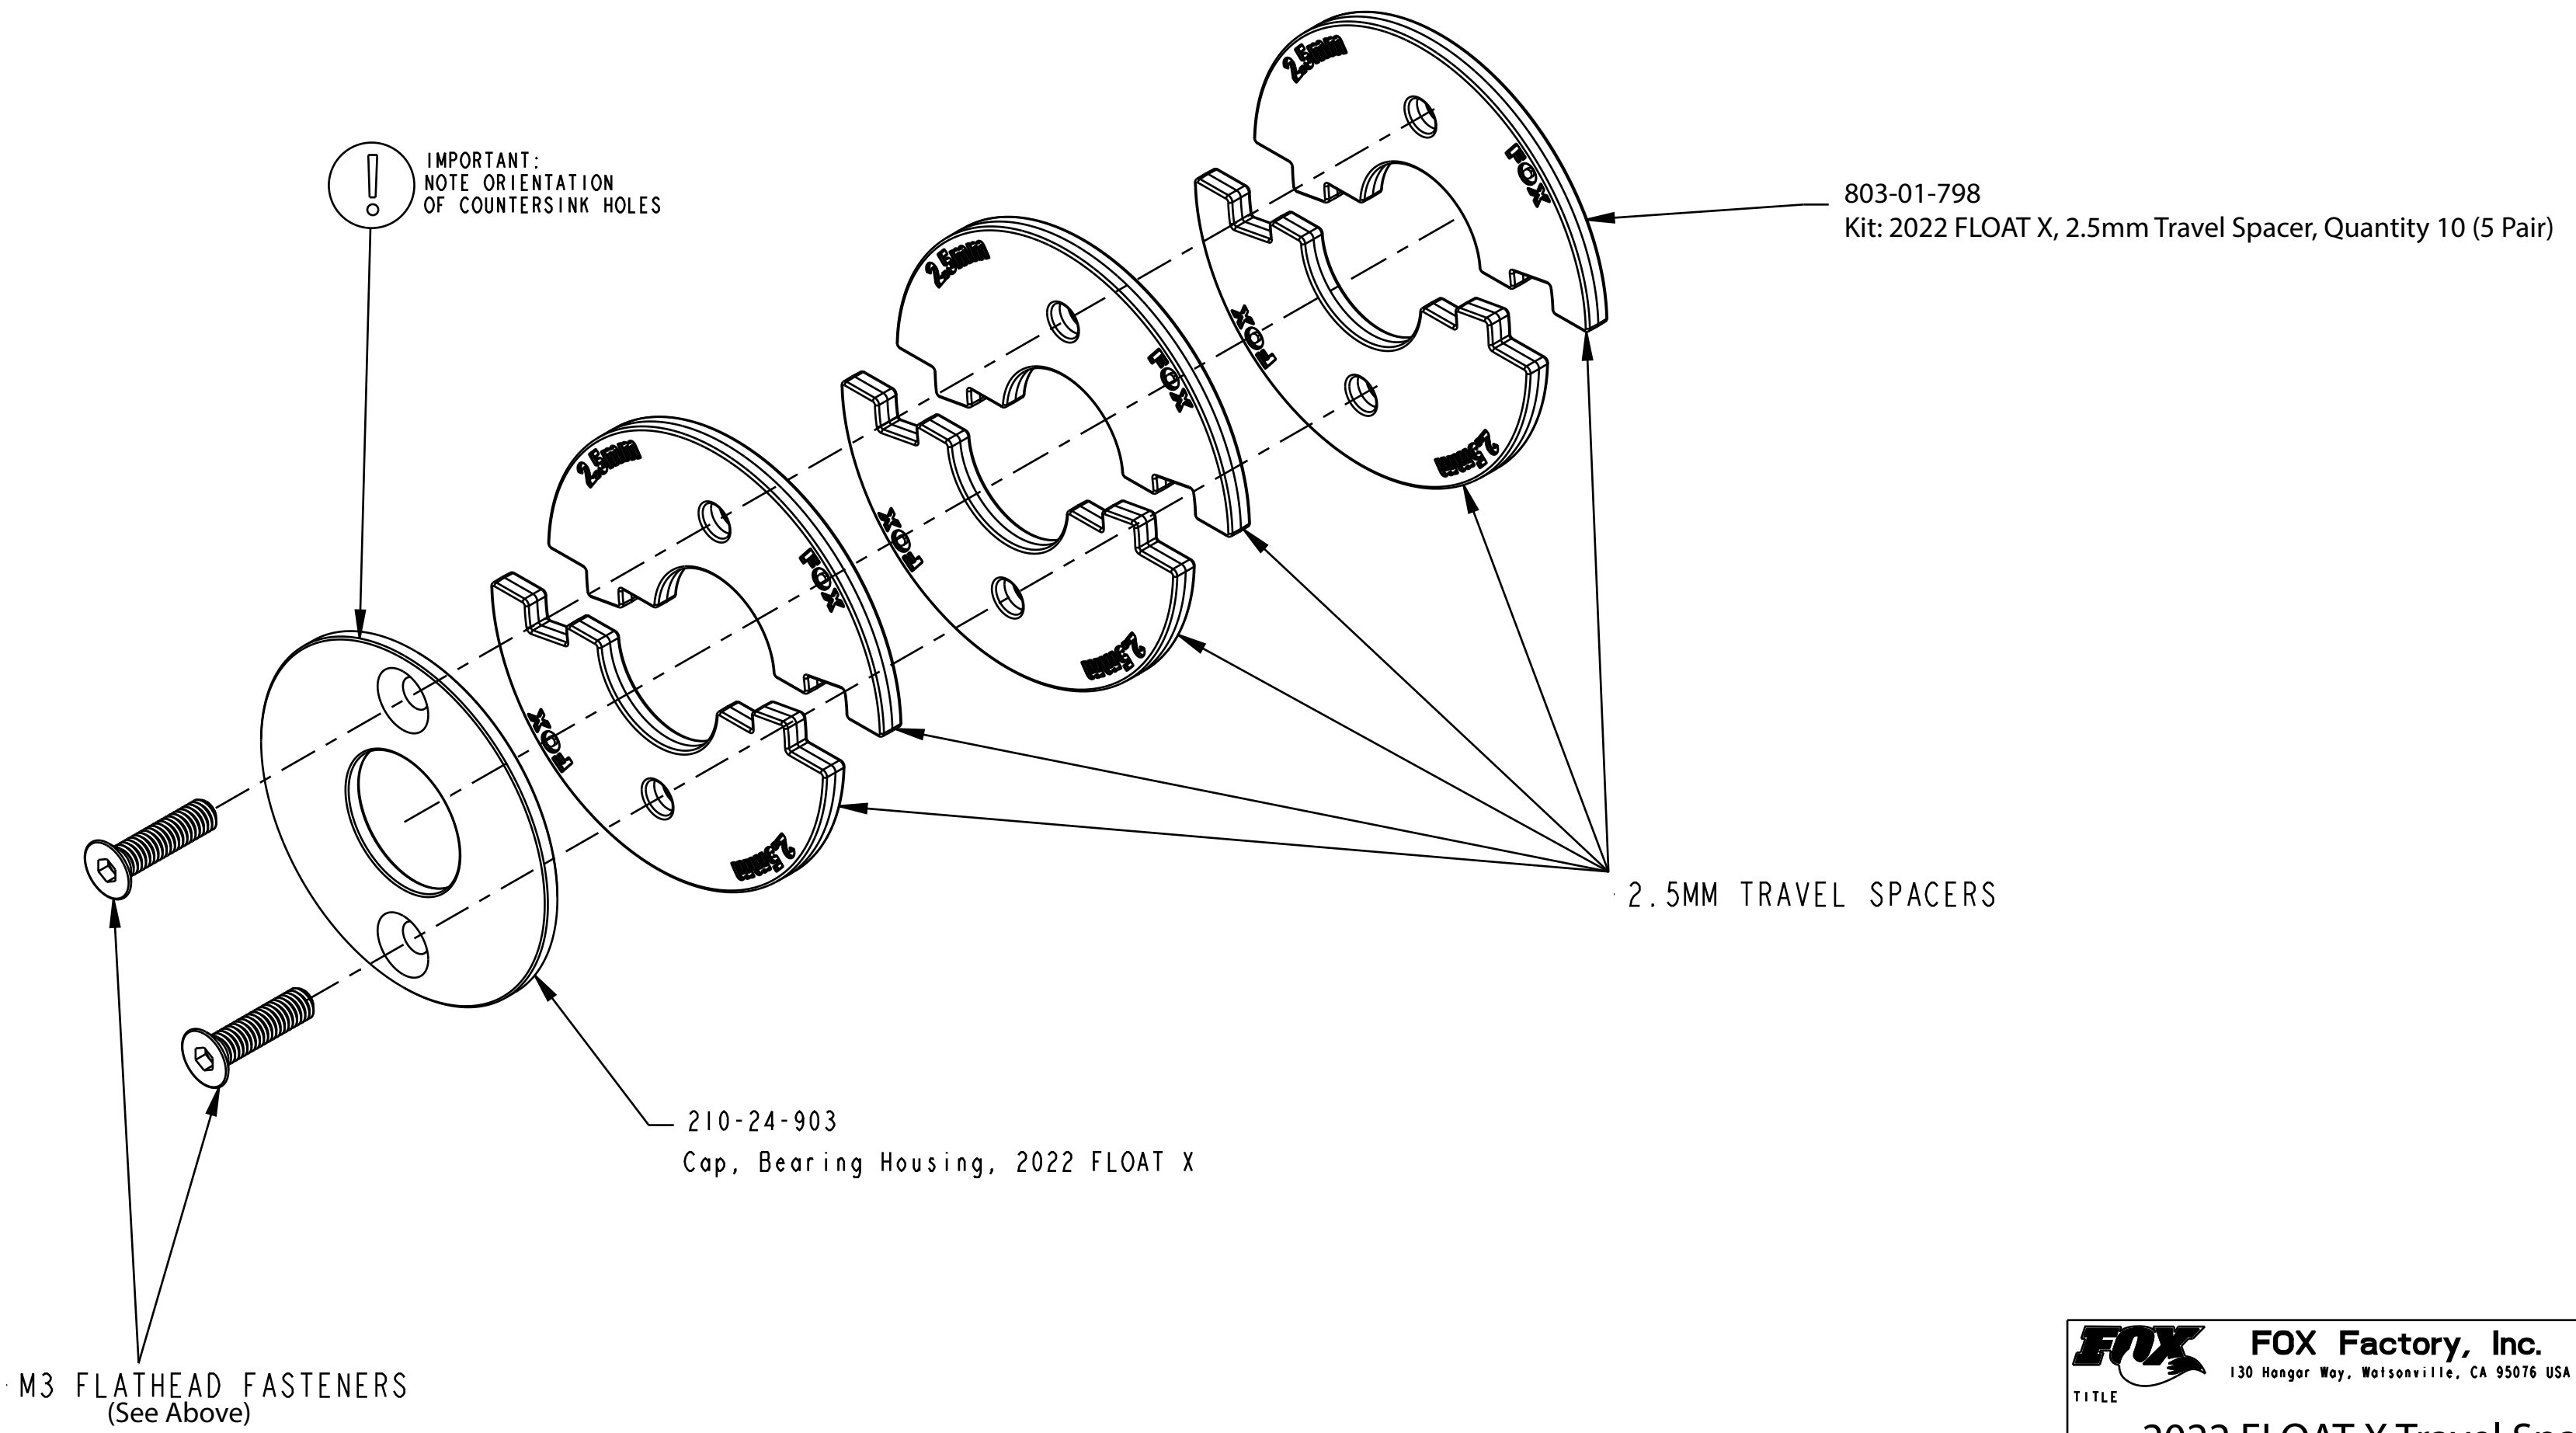 2.5mm
FOX
FOX
2.5mm
803-01-798
Kit: 2022 FLOAT X, 2.5mm Travel Spacer, Quantity 10 (5 Pair)
IMPORTANT:
NOTE ORIENTATION
OF COUNTERSINK HOLES
2.5mm
FOX
FOX
2.5mm
2.5mm
FOX
FOX
2.5mm
2.5MM TRAVEL SPACERS
210-24-903
Cap, Bearing Housing, 2022 FLOAT X
M3 FLATHEAD FASTENERS
(See Above)
FOX
FOX Factory, Inc.
130 Hangar Way, Watsonville, CA 95076 USA
TITLE
2022 FLOAT X Travel